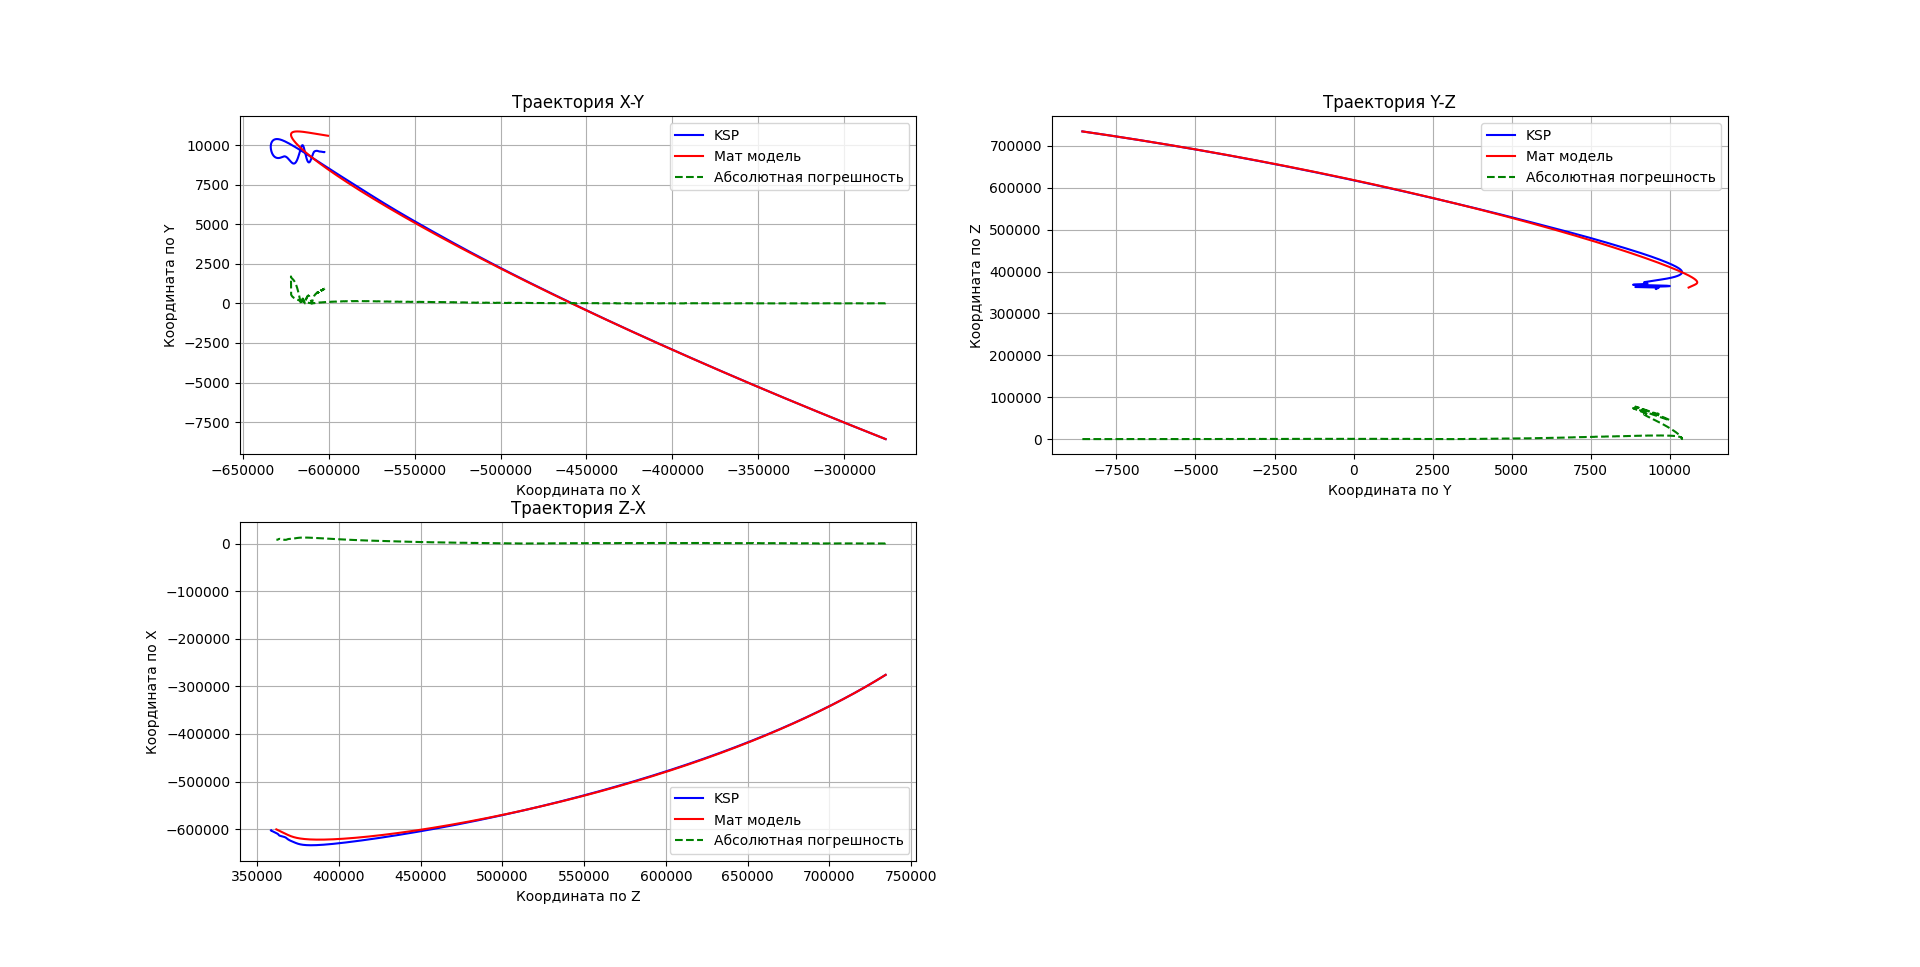 Траектория X-Y
10000
7500
5000
2500
0
−2500
−5000
−7500
Координата по Y
−650000 −600000 −550000 −500000 −450000 −400000 −350000 −300000
Координата по X
KSP
Мат модель
Абсолютная погрешность
Траектория Y-Z
700000
600000
500000
400000
300000
200000
100000
0
Координата по Z
−7500 −5000 −2500 0 2500 5000 7500 10000
Координата по Y
KSP
Мат модель
Абсолютная погрешность
Траектория Z-X
0
−100000
−200000
−300000
−400000
−500000
−600000
Координата по X
350000 400000 450000 500000 550000 600000 650000 700000 750000
Координата по Z
KSP
Мат модель
Абсолютная погрешность